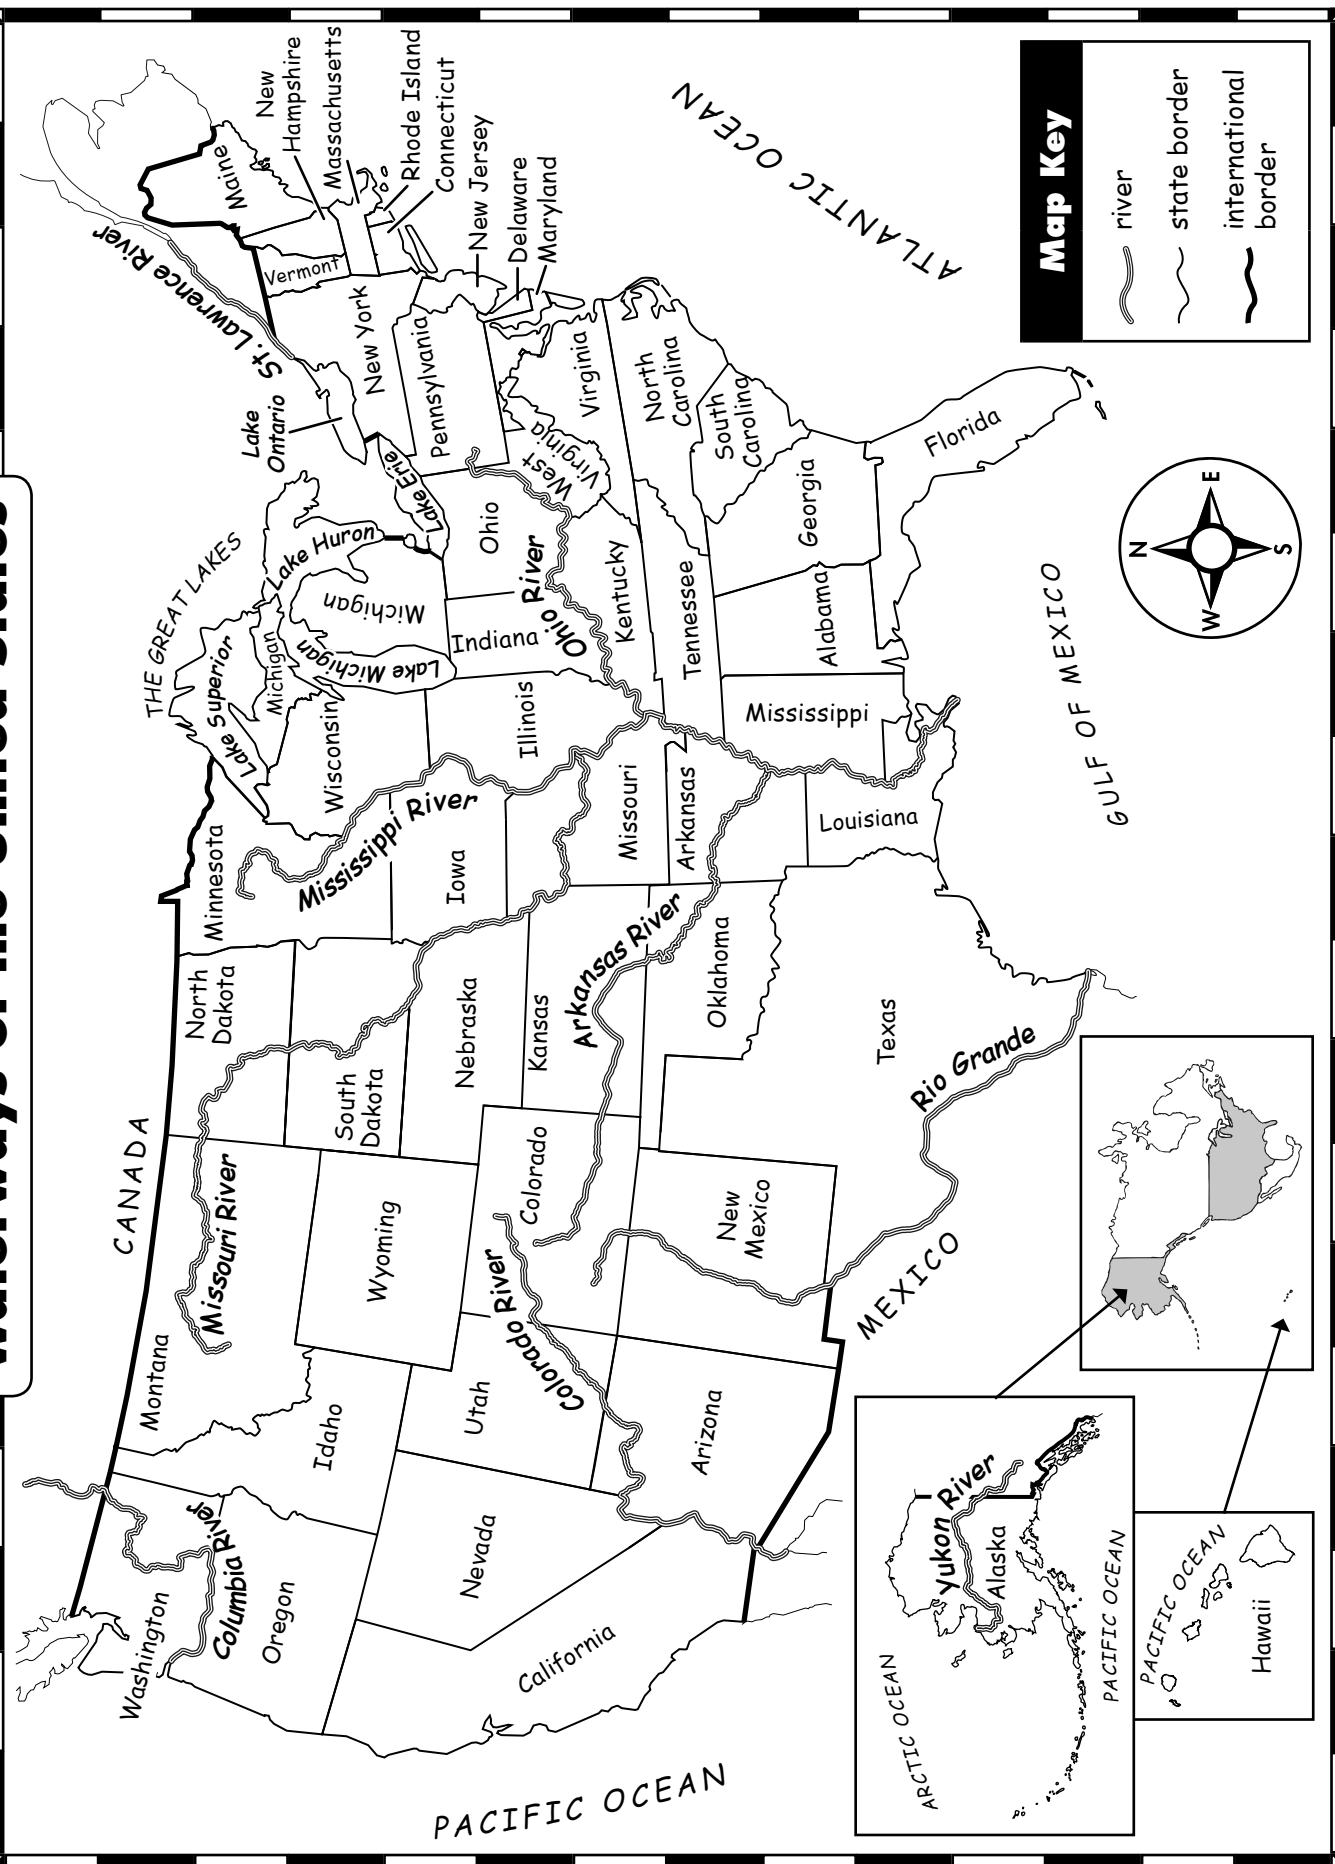 Waterways of the United States
CANADA
THE GREAT LAKES
St. Lawrence River
Maine
New
Hampshire
Massachusetts
Rhode Island
Connecticut
New Jersey
Delaware
Maryland
Vermont
New York
Lake
Ontario
Lake Erie
Lake Huron
Lake Superior
Lake Michigan
Michigan
Michigan
Wisconsin
Minnesota
North
Dakota
Montana
Missouri River
Washington
Columbia River
Oregon
Idaho
Wyoming
South
Dakota
Mississippi River
Iowa
Illinois
Indiana
Ohio
Ohio River
Pennsylvania
West
Virginia
Virginia
Kentucky
Nebraska
Kansas
Missouri
Colorado
Colorado River
Utah
Nevada
California
Arizona
New
Mexico
Arkansas River
Oklahoma
Arkansas
Tennessee
North
Carolina
South
Carolina
Georgia
Alabama
Mississippi
Louisiana
Texas
Rio Grande
Florida
PACIFIC OCEAN
MEXICO
GULF OF MEXICO
ATLANTIC OCEAN
ARCTIC OCEAN
Yukon River
Alaska
PACIFIC OCEAN
PACIFIC OCEAN
Hawaii
N
W
E
S
Map Key
river
state border
international
border